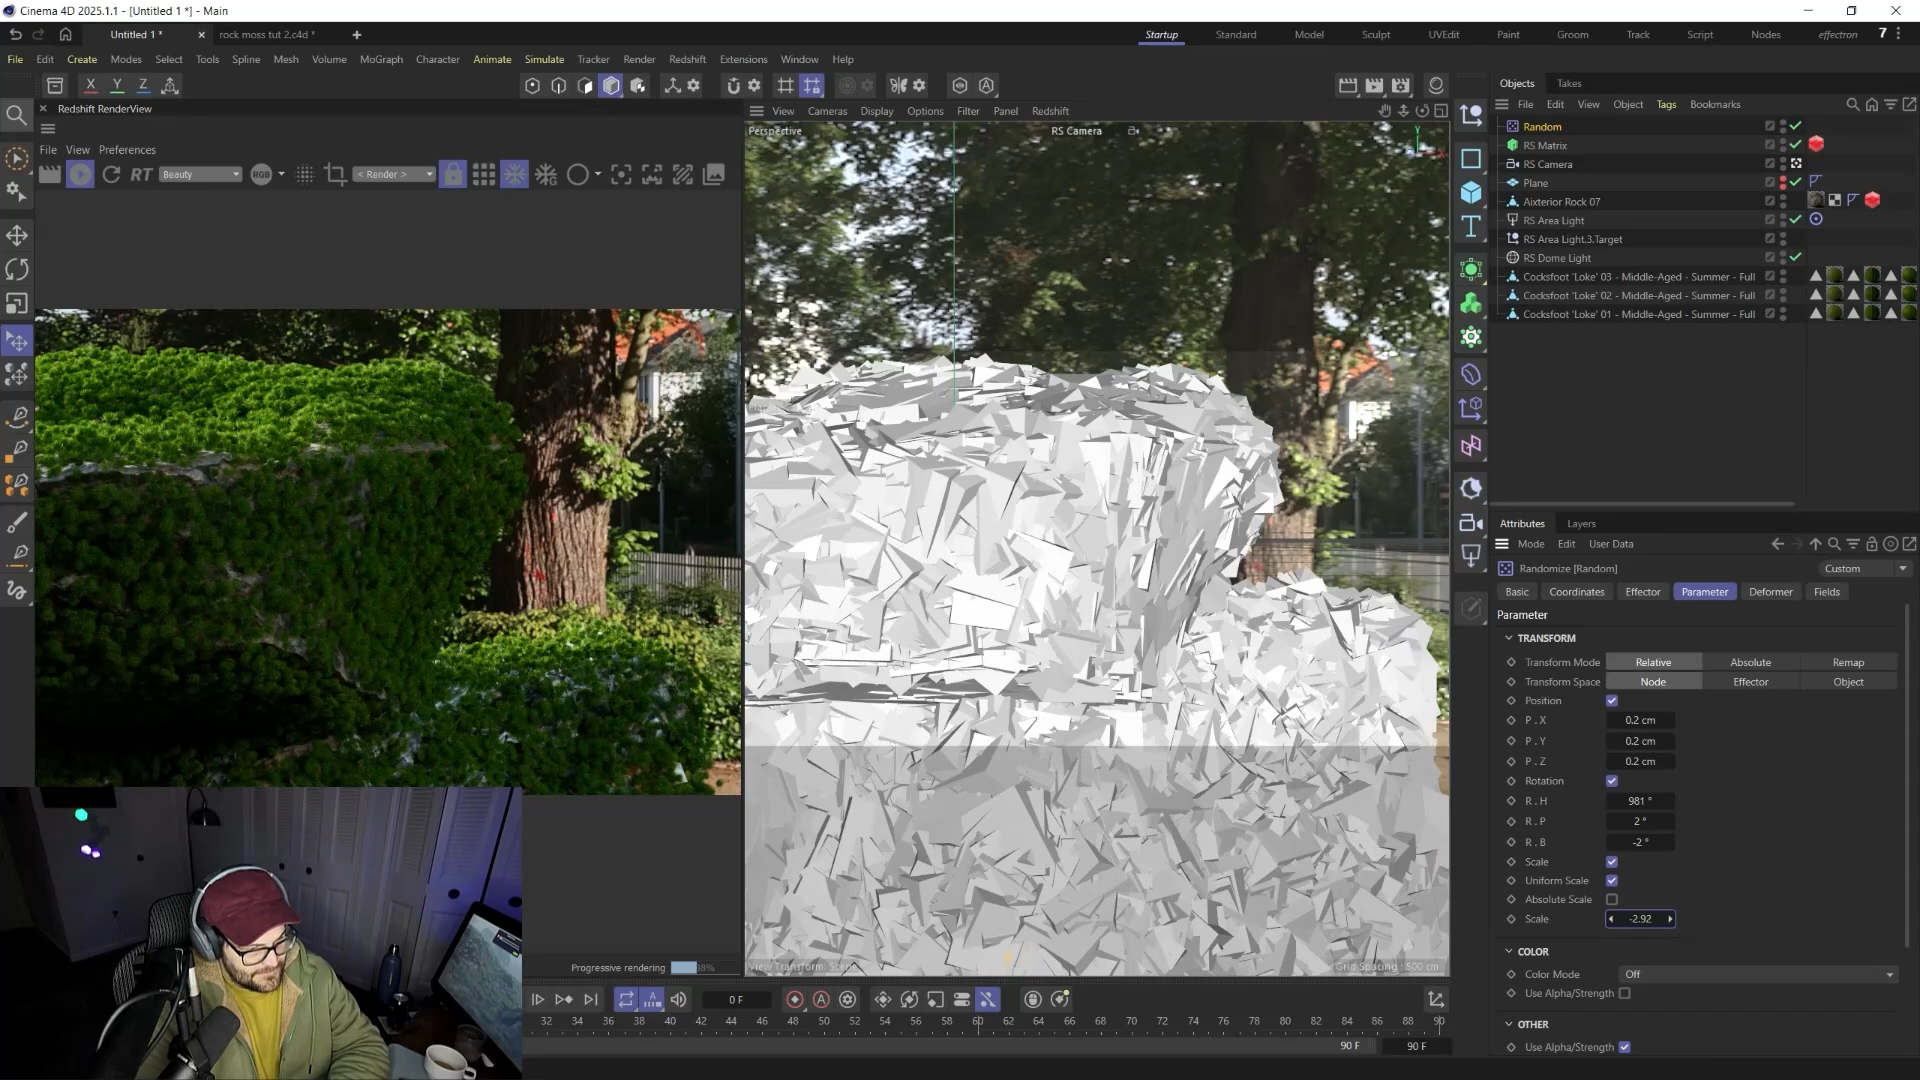 Cinema 4D 2025.1.1 - [Untitled 1 *] - Main
Untitled 1 *
rock moss tut 2.c4d *
Startup
Standard
Model
Sculpt
UVEdit
Paint
Groom
Track
Script
Nodes
effectron
7
File Edit Create Modes Select Tools Spline Mesh Volume MoGraph Character Animate Simulate Tracker Render Redshift Extensions Window Help
X Y Z
Redshift RenderView
File View Preferences
RT
Beauty
RGB
< Render >
Progressive rendering
View Cameras Display Options Filter Panel Redshift
Perspective
RS Camera
Y
Grid Spacing : 500 cm
Objects
Takes
File Edit View Object Tags Bookmarks
Random
RS Matrix
RS Camera
Plane
Aixterior Rock 07
RS Area Light
RS Area Light.3.Target
RS Dome Light
Cocksfoot 'Loke' 03 - Middle-Aged - Summer - Full
Cocksfoot 'Loke' 02 - Middle-Aged - Summer - Full
Cocksfoot 'Loke' 01 - Middle-Aged - Summer - Full
Attributes
Layers
Mode Edit User Data
Randomize [Random]
Custom
Basic Coordinates Effector Parameter Deformer Fields
Parameter
TRANSFORM
Transform Mode Relative Absolute Remap
Transform Space Node Effector Object
Position
P . X 0.2 cm
P . Y 0.2 cm
P . Z 0.2 cm
Rotation
R . H 981 °
R . P 2 °
R . B -2 °
Scale
Uniform Scale
Absolute Scale
Scale -2.92
COLOR
Color Mode Off
Use Alpha/Strength
OTHER
Use Alpha/Strength
0 F
32 34 36 38 40 42 44 46 48 50 52 54 56 58 60 62 64 66 68 70 72 74 76 78 80 82 84 86 88 90
90 F
90 F